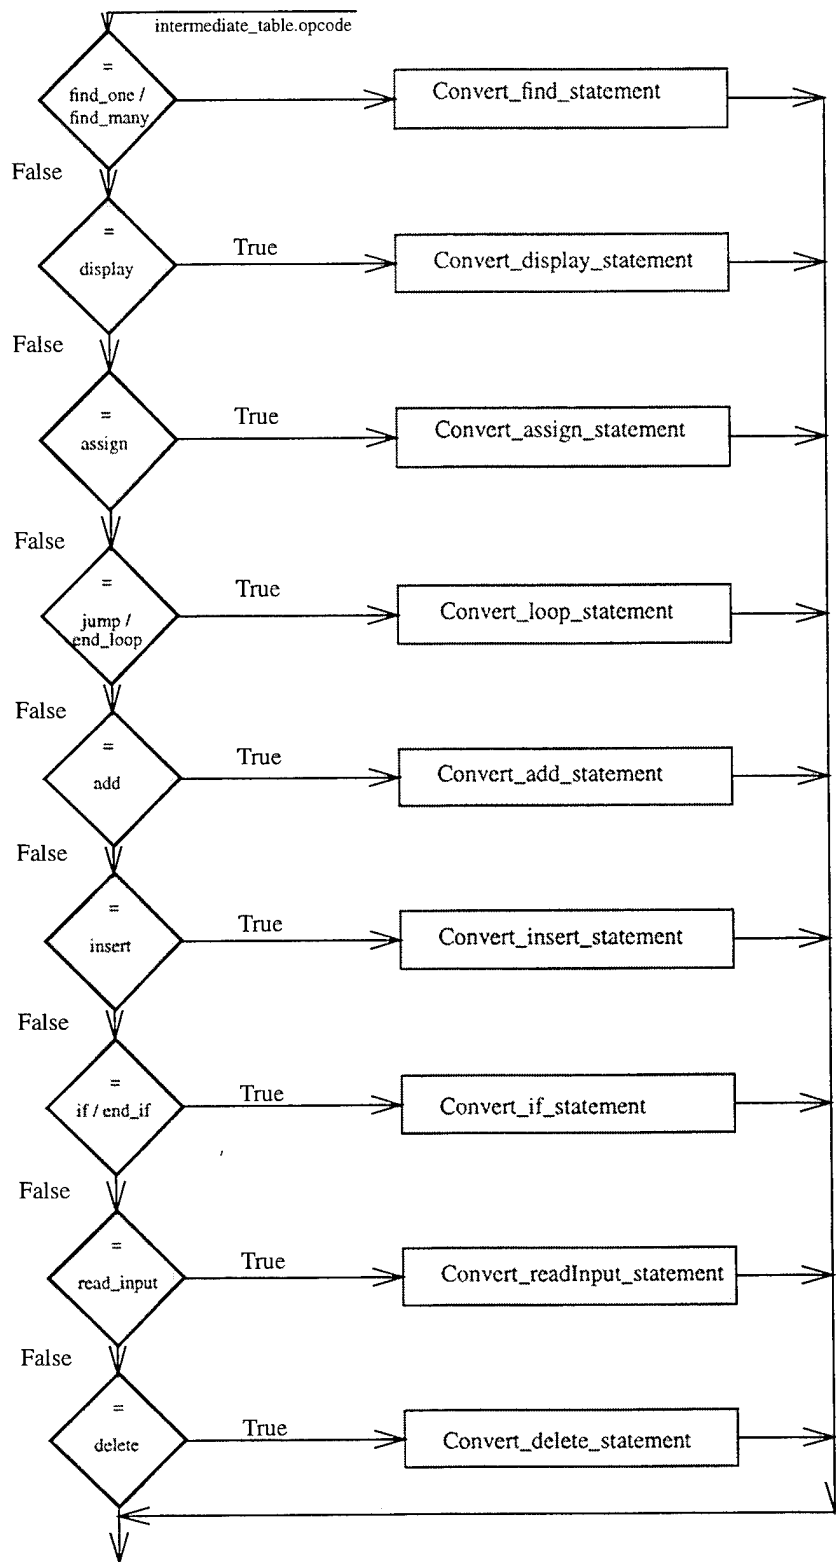 intermediate_table.opcode
=
find_one /
find_many
Convert_find_statement
False
=
display
True
Convert_display_statement
False
=
assign
True
Convert_assign_statement
False
=
jump /
end_loop
True
Convert_loop_statement
False
=
add
True
Convert_add_statement
False
=
insert
True
Convert_insert_statement
False
=
if / end_if
True
Convert_if_statement
False
=
read_input
True
Convert_readInput_statement
False
=
delete
True
Convert_delete_statement